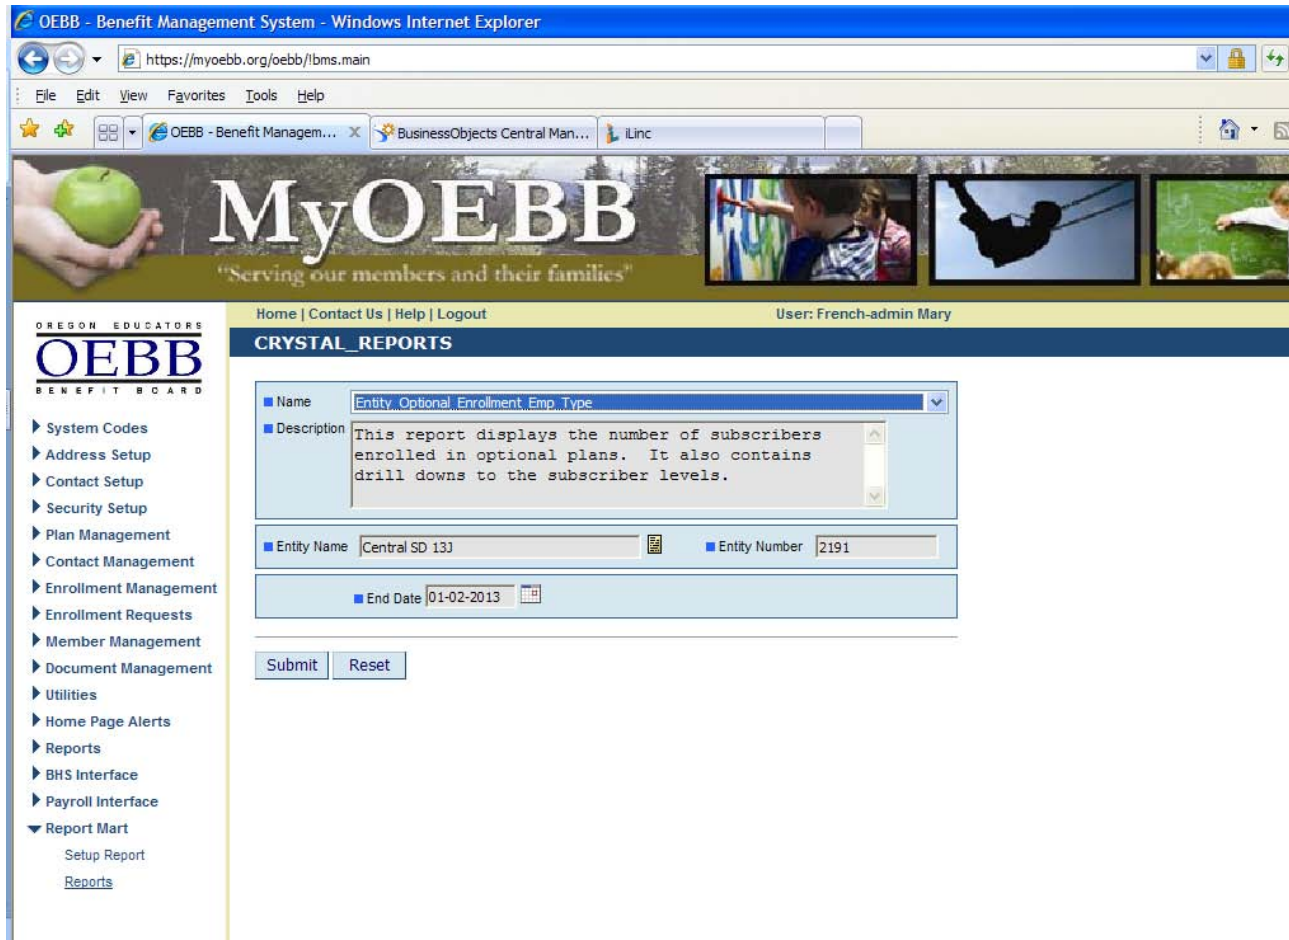 OEBB - Benefit Management System - Windows Internet Explorer
https://myoebb.org/oebb/!bms.main
File Edit View Favorites Tools Help
OEBB - Benefit Managem... X BusinessObjects Central Man... iLinc
MyOEBB
"Serving our members and their families"
Home | Contact Us | Help | Logout User: French-admin Mary
OREGON EDUCATORS
OEBB
BENEFIT BOARD
CRYSTAL_REPORTS
Name Entity_Optional_Enrollment_Emp_Type
Description This report displays the number of subscribers
enrolled in optional plans. It also contains
drill downs to the subscriber levels.
Entity Name Central SD 13J Entity Number 2191
End Date 01-02-2013
Submit Reset
System Codes
Address Setup
Contact Setup
Security Setup
Plan Management
Contact Management
Enrollment Management
Enrollment Requests
Member Management
Document Management
Utilities
Home Page Alerts
Reports
BHS Interface
Payroll Interface
Report Mart
Setup Report
Reports